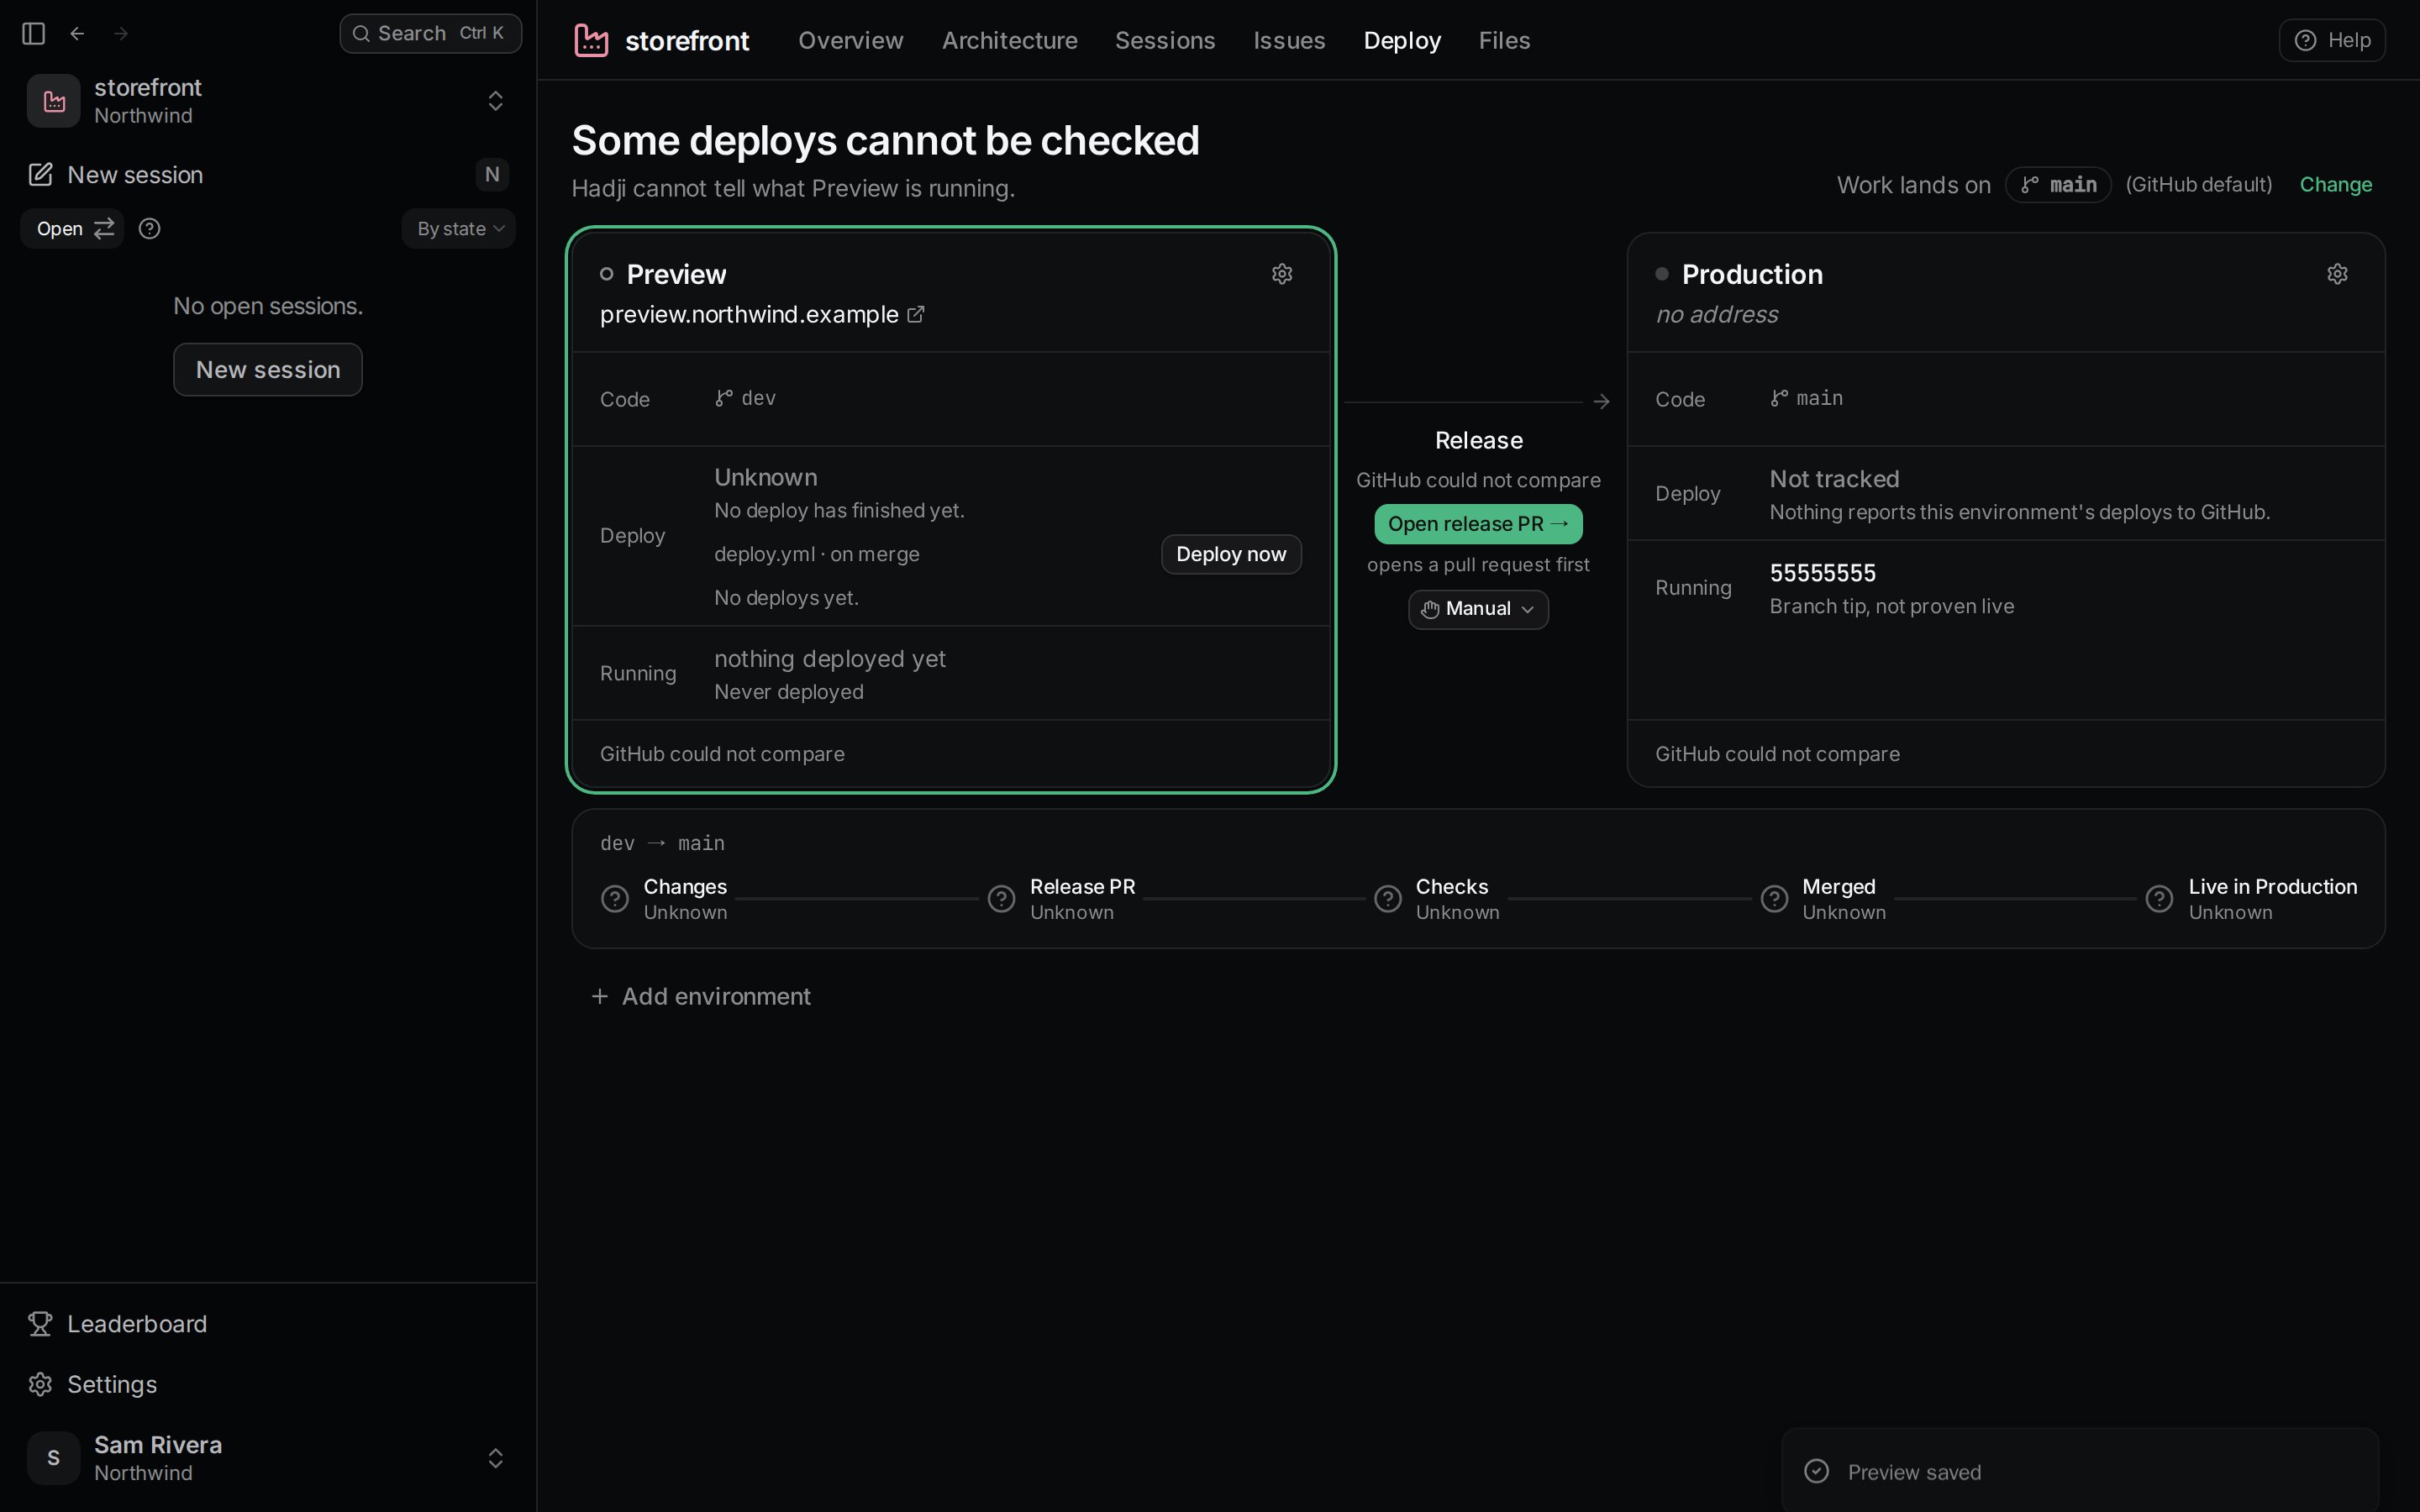 Search Ctrl K
storefront
Northwind
New session N
Open
By state
No open sessions.
New session
Leaderboard
Settings
S
Sam Rivera
Northwind
storefront
Overview
Architecture
Sessions
Issues
Deploy
Files
Help
Some deploys cannot be checked
Hadji cannot tell what Preview is running.
Work lands on main (GitHub default) Change
Preview
preview.northwind.example
Code dev
Deploy
Unknown
No deploy has finished yet.
deploy.yml · on merge
Deploy now
No deploys yet.
Running
nothing deployed yet
Never deployed
GitHub could not compare
Release
GitHub could not compare
Open release PR →
opens a pull request first
Manual
Production
no address
Code main
Deploy
Not tracked
Nothing reports this environment's deploys to GitHub.
Running
55555555
Branch tip, not proven live
GitHub could not compare
dev → main
Changes
Unknown
Release PR
Unknown
Checks
Unknown
Merged
Unknown
Live in Production
Unknown
+ Add environment
Preview saved